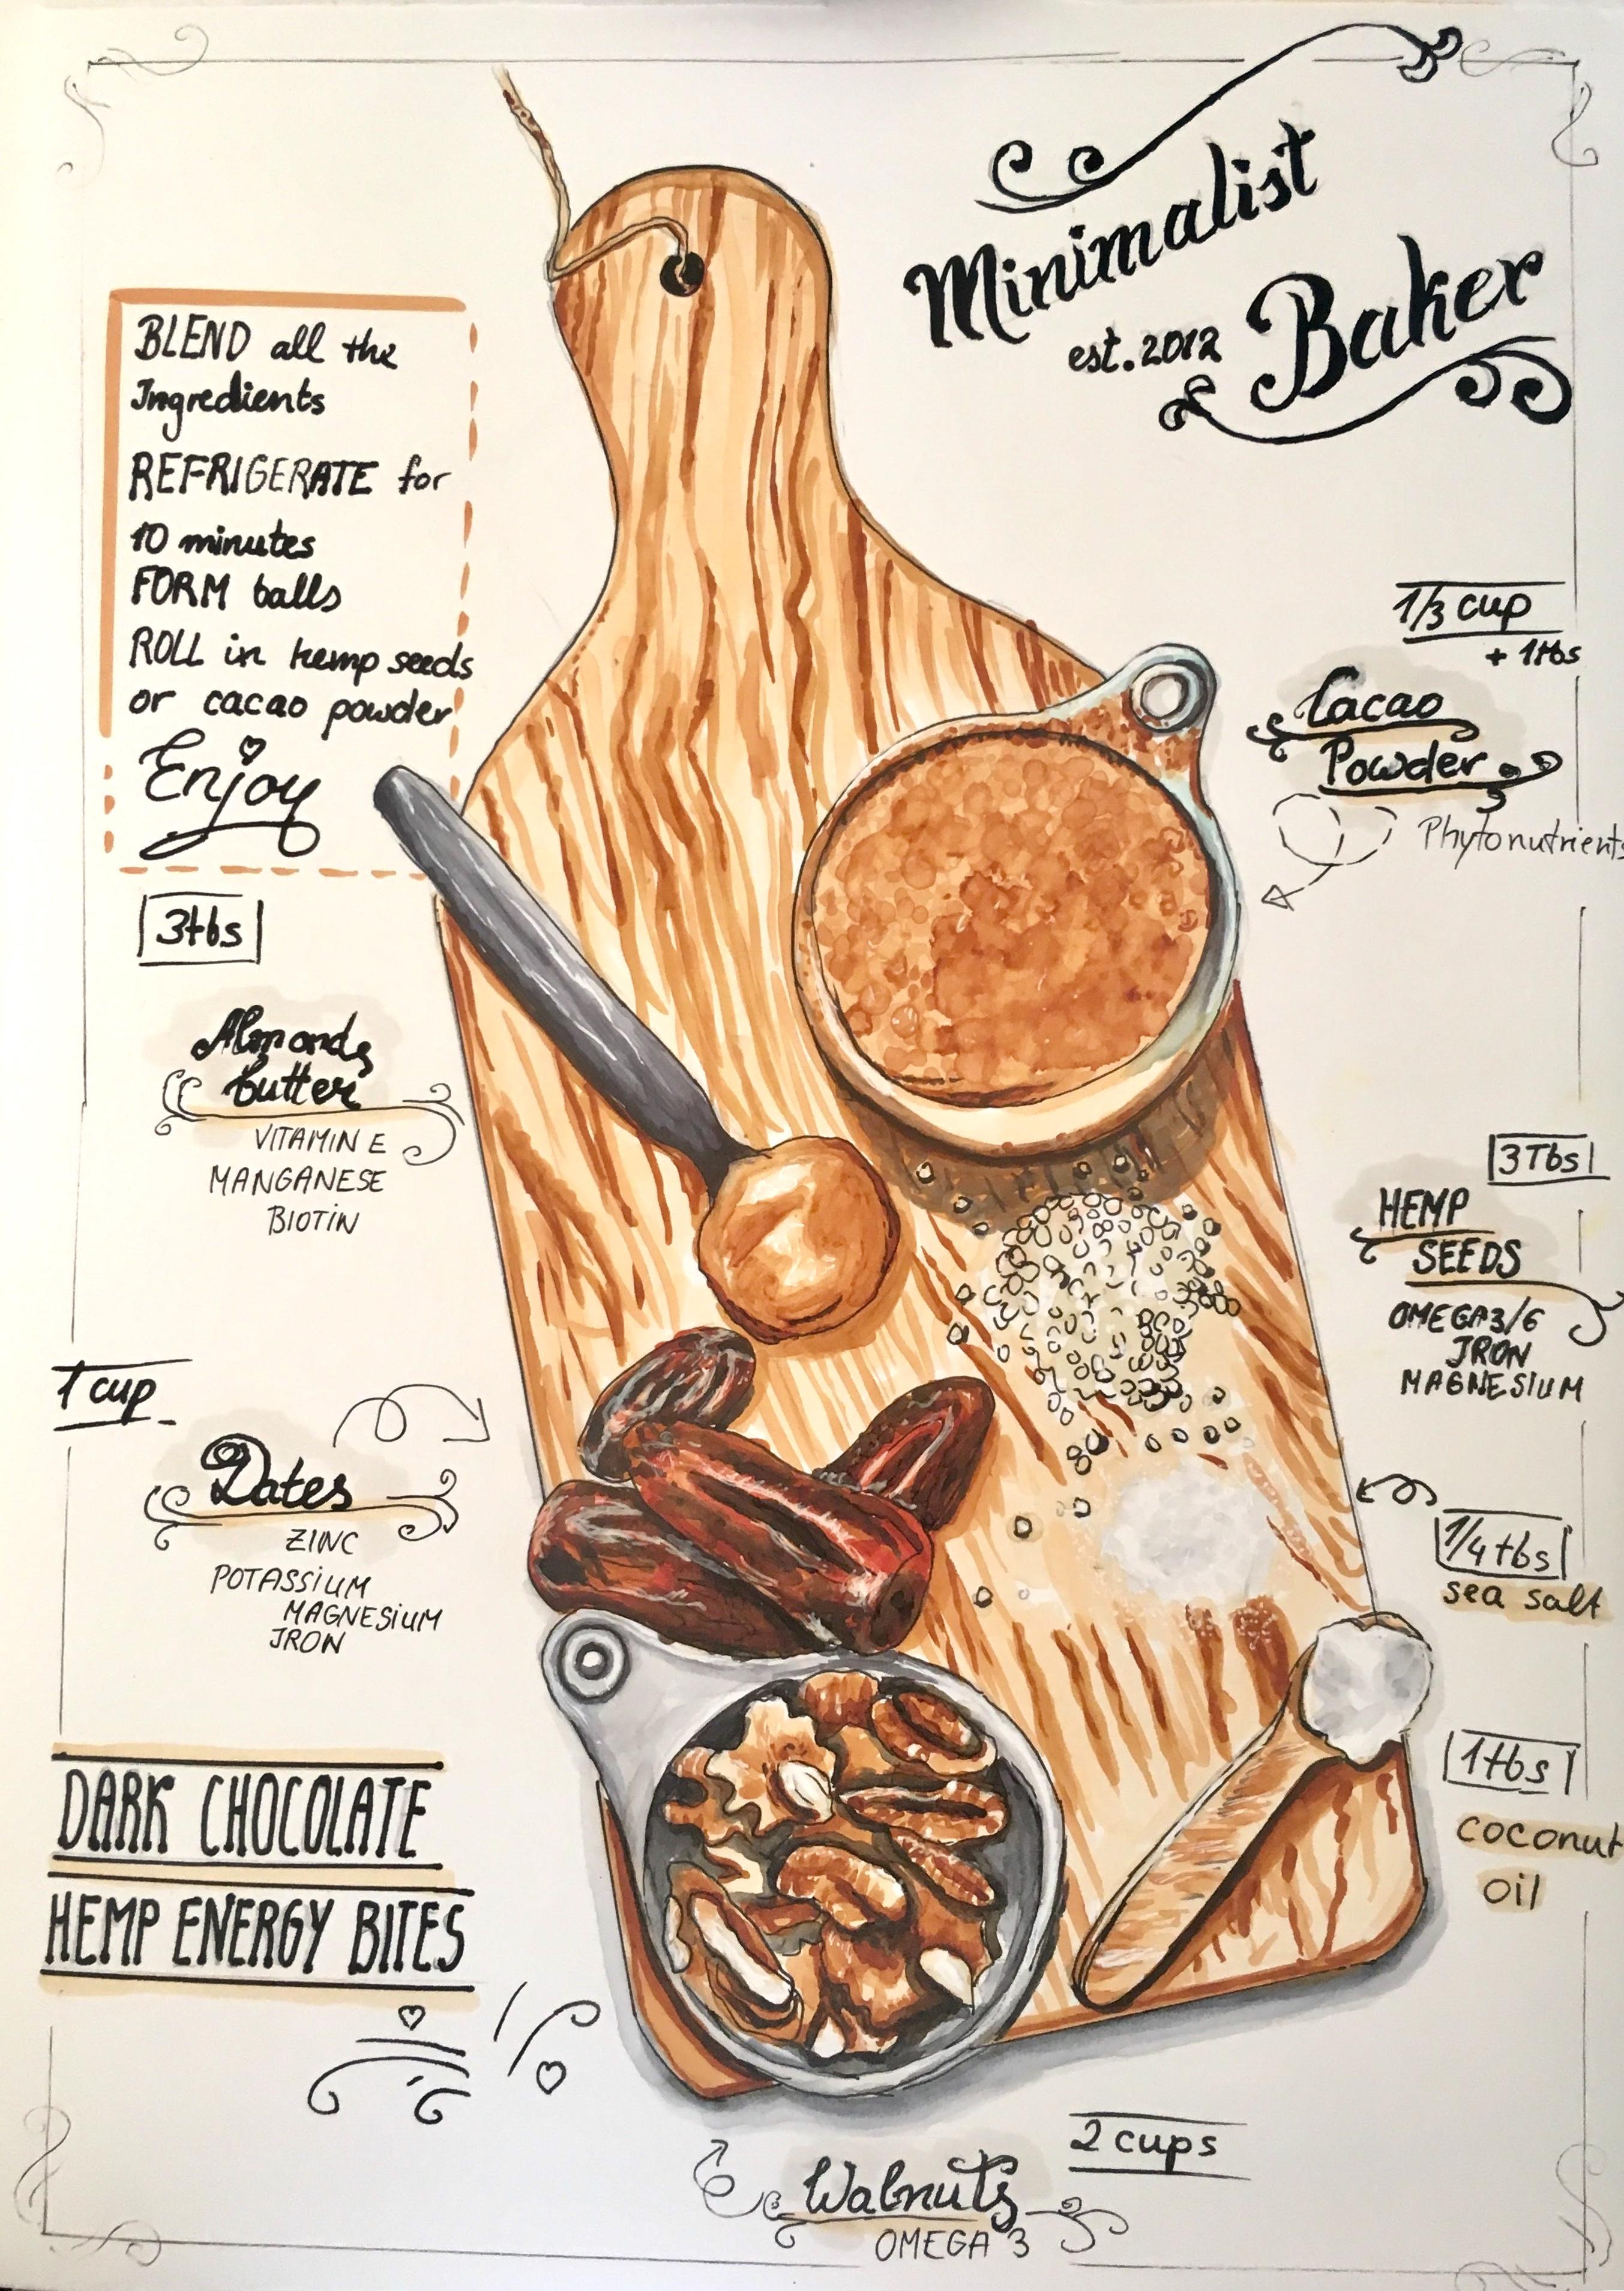 Minimalist
est. 2012 Baker
BLEND all the
Ingredients
REFRIGERATE for
10 minutes
FORM balls
ROLL in hemp seeds
or cacao powder
Enjoy
1/3 cup
+ 1tbs
Cacao
Powder
Phytonutrients
3tbs
Almond
butter
VITAMIN E
MANGANESE
BIOTIN
3Tbs
HEMP
SEEDS
OMEGA 3/6
IRON
MAGNESIUM
1 cup
Dates
ZINC
POTASSIUM
MAGNESIUM
IRON
1/4 tbs
sea salt
1tbs
coconut
oil
DARK CHOCOLATE
HEMP ENERGY BITES
2 cups
Walnuts
OMEGA 3